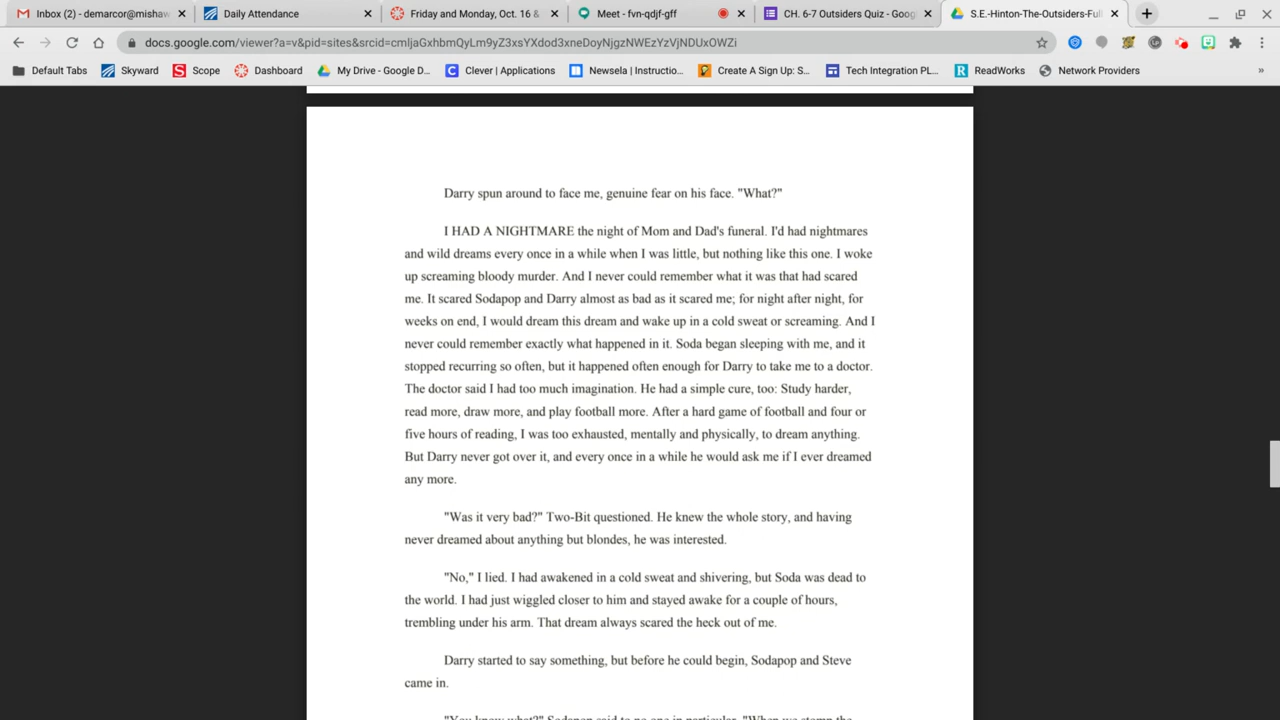 Inbox (2) - demarcor@mishaw
Daily Attendance
Friday and Monday, Oct. 16 &
Meet - fvn-qdjf-gff
CH. 6-7 Outsiders Quiz - Goog
S.E.-Hinton-The-Outsiders-Full
docs.google.com/viewer?a=v&pid=sites&srcid=cmljaGxhbmQyLm9yZ3xsYXdod3xneDoyNjgzNWEzYzVjNDUxOWZi
Default Tabs
Skyward
Scope
Dashboard
My Drive - Google D...
Clever | Applications
Newsela | Instructio...
Create A Sign Up: S...
Tech Integration PL...
ReadWorks
Network Providers
»
Darry spun around to face me, genuine fear on his face. "What?"
I HAD A NIGHTMARE the night of Mom and Dad's funeral. I'd had nightmares
and wild dreams every once in a while when I was little, but nothing like this one. I woke
up screaming bloody murder. And I never could remember what it was that had scared
me. It scared Sodapop and Darry almost as bad as it scared me; for night after night, for
weeks on end, I would dream this dream and wake up in a cold sweat or screaming. And I
never could remember exactly what happened in it. Soda began sleeping with me, and it
stopped recurring so often, but it happened often enough for Darry to take me to a doctor.
The doctor said I had too much imagination. He had a simple cure, too: Study harder,
read more, draw more, and play football more. After a hard game of football and four or
five hours of reading, I was too exhausted, mentally and physically, to dream anything.
But Darry never got over it, and every once in a while he would ask me if I ever dreamed
any more.
"Was it very bad?" Two-Bit questioned. He knew the whole story, and having
never dreamed about anything but blondes, he was interested.
"No," I lied. I had awakened in a cold sweat and shivering, but Soda was dead to
the world. I had just wiggled closer to him and stayed awake for a couple of hours,
trembling under his arm. That dream always scared the heck out of me.
Darry started to say something, but before he could begin, Sodapop and Steve
came in.
"You know what?" Sodapop said to no one in particular. "When we stomp the